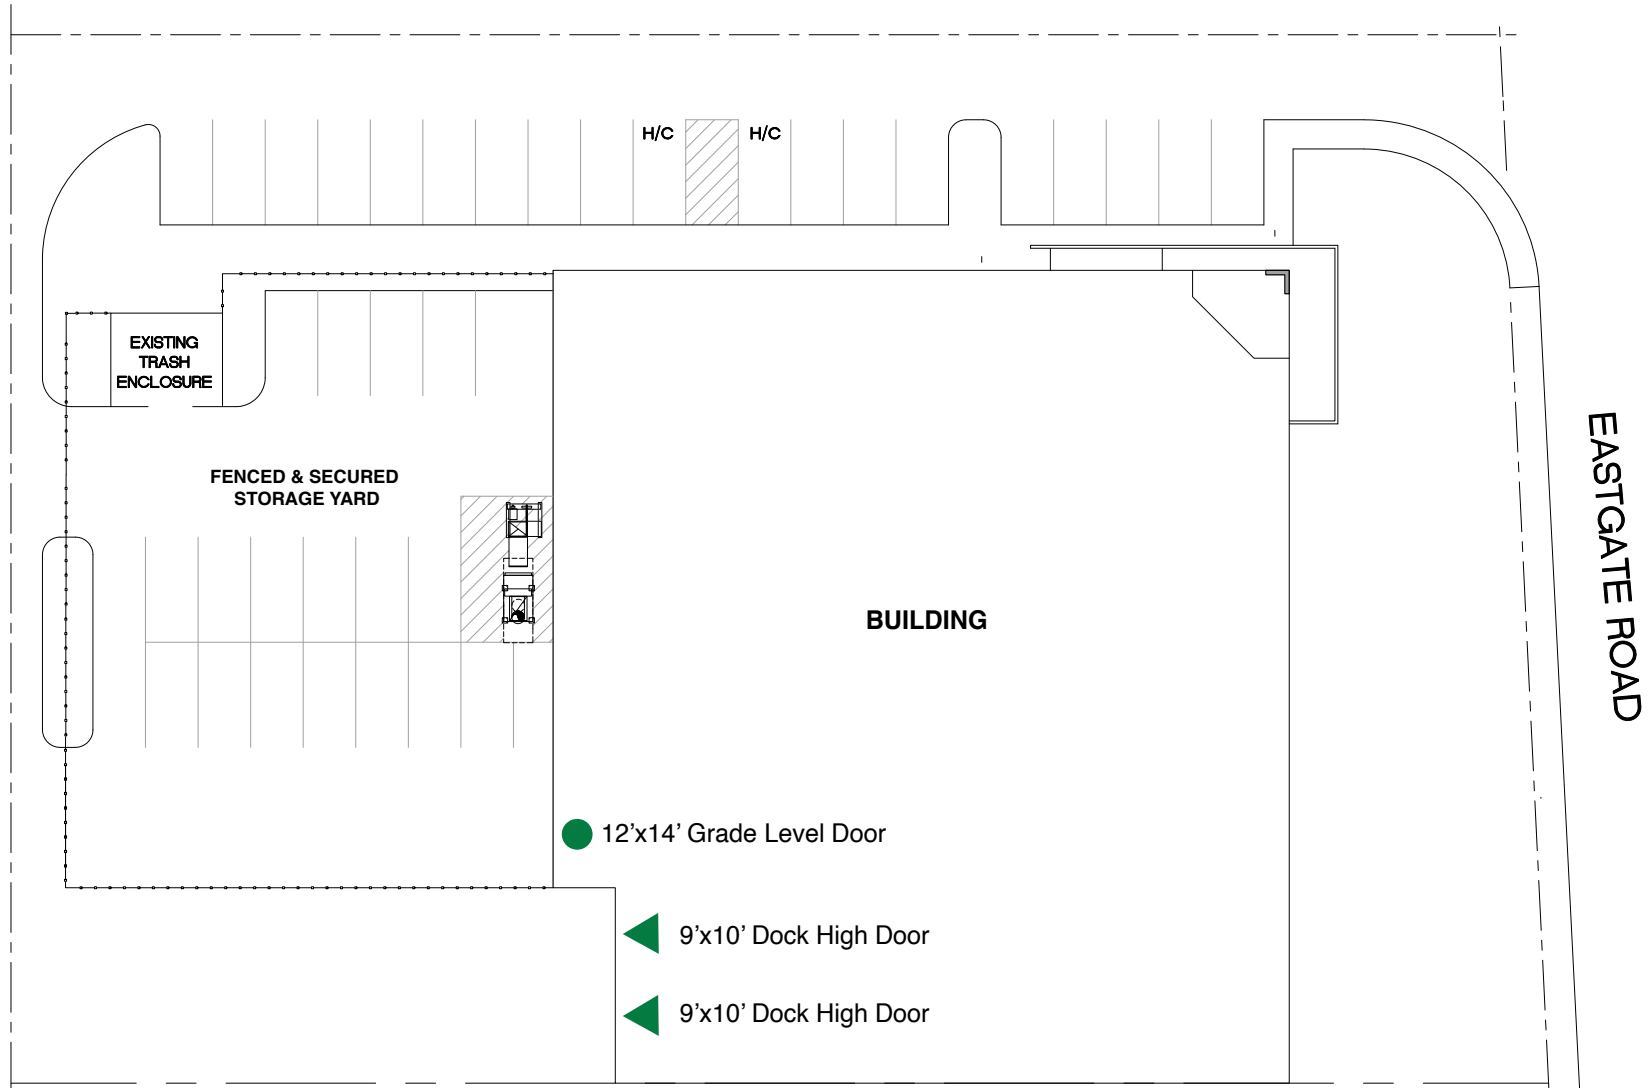 H/C
H/C
EXISTING
TRASH
ENCLOSURE
FENCED & SECURED
STORAGE YARD
EASTGATE ROAD
BUILDING
12’x14’ Grade Level Door
9’x10’ Dock High Door
9’x10’ Dock High Door